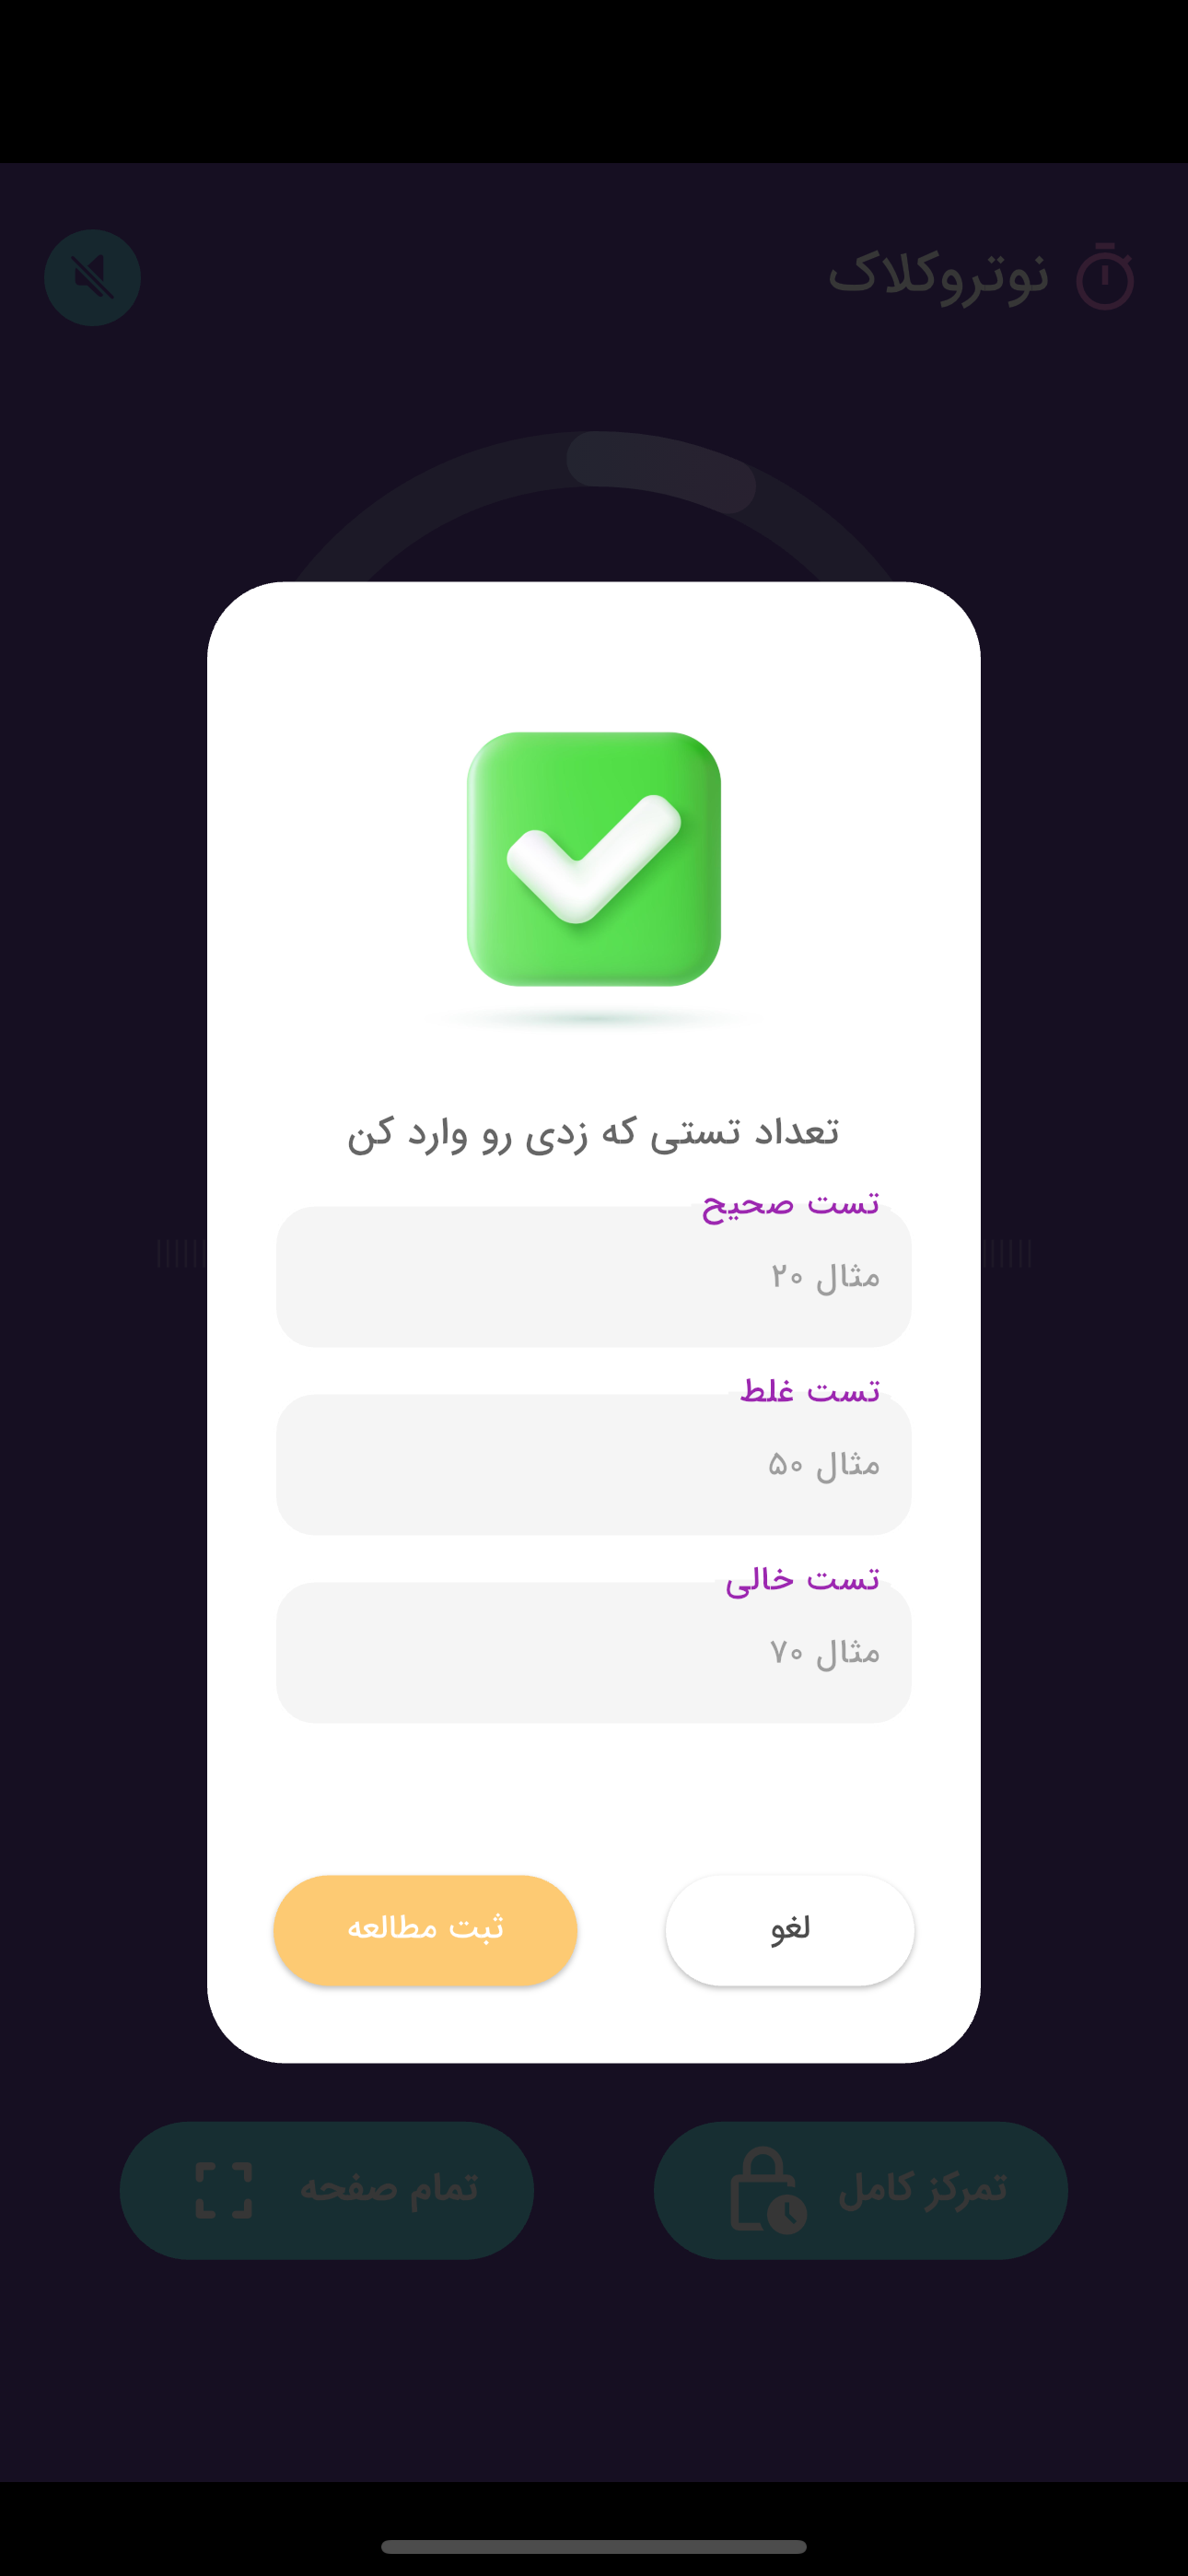 نوتروکلاک
تعداد تستی که زدی رو وارد کن
تست صحیح
مثال ۲۰
تست غلط
مثال ۵۰
تست خالی
مثال ۷۰
لغو
ثبت مطالعه
تمرکز کامل
تمام صفحه